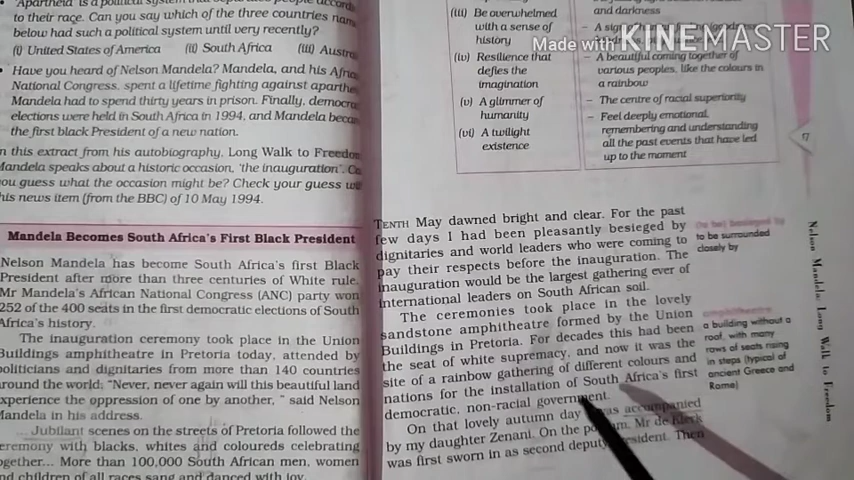 "Apartheid" is a political system that separates people accord
to their race. Can you say which of the three countries nam
below had such a political system until very recently?
(i) United States of America (ii) South Africa (iii) Austra
• Have you heard of Nelson Mandela? Mandela, and his Afric
National Congress, spent a lifetime fighting against aparthe
Mandela had to spend thirty years in prison. Finally, democra
elections were held in South Africa in 1994, and Mandela becam
the first black President of a new nation.
n this extract from his autobiography, Long Walk to Freedom
Mandela speaks about a historic occasion, 'the inauguration'. Ca
ou guess what the occasion might be? Check your guess w
his news item (from the BBC) of 10 May 1994.
Mandela Becomes South Africa's First Black President
Nelson Mandela has become South Africa's first Black
President after more than three centuries of White rule.
Mr Mandela's African National Congress (ANC) party won
252 of the 400 seats in the first democratic elections of South
Africa's history.
The inauguration ceremony took place in the Union
Buildings amphitheatre in Pretoria today, attended by
politicians and dignitaries from more than 140 countries
around the world. "Never, never again will this beautiful land
experience the oppression of one by another, " said Nelson
Mandela in his address.
... Jubilant scenes on the streets of Pretoria followed the
eremony with blacks, whites and coloureds celebrating
ogether... More than 100,000 South African men, women
nd children of all races sang and danced with joy.
(iii) Be overwhelmed
with a sense of
history
(iv) Resilience that
defies the
imagination
(v) A glimmer of
humanity
(vi) A twilight
existence
and darkness
– A sign of
– A beautiful coming together of
various peoples, like the colours in
a rainbow
– The centre of racial superiority
– Feel deeply emotional,
remembering and understanding
all the past events that have led
up to the moment
Made with KINEMASTER
17
Nelson Mandela: Long Walk to Freedom
TENTH May dawned bright and clear. For the past
few days I had been pleasantly besieged by
dignitaries and world leaders who were coming to
pay their respects before the inauguration. The
inauguration would be the largest gathering ever of
international leaders on South African soil.
The ceremonies took place in the lovely
sandstone amphitheatre formed by the Union
Buildings in Pretoria. For decades this had been
the seat of white supremacy, and now it was the
site of a rainbow gathering of different colours and
nations for the installation of South Africa's first
democratic, non-racial government.
On that lovely autumn day I was accompanied
by my daughter Zenani. On the podium, Mr de Klerk
was first sworn in as second deputy president. Then
(to be) besieged by
to be surrounded
closely by
amphitheatre
a building without a
roof, with many
rows of seats rising
in steps (typical of
ancient Greece and
Rome)